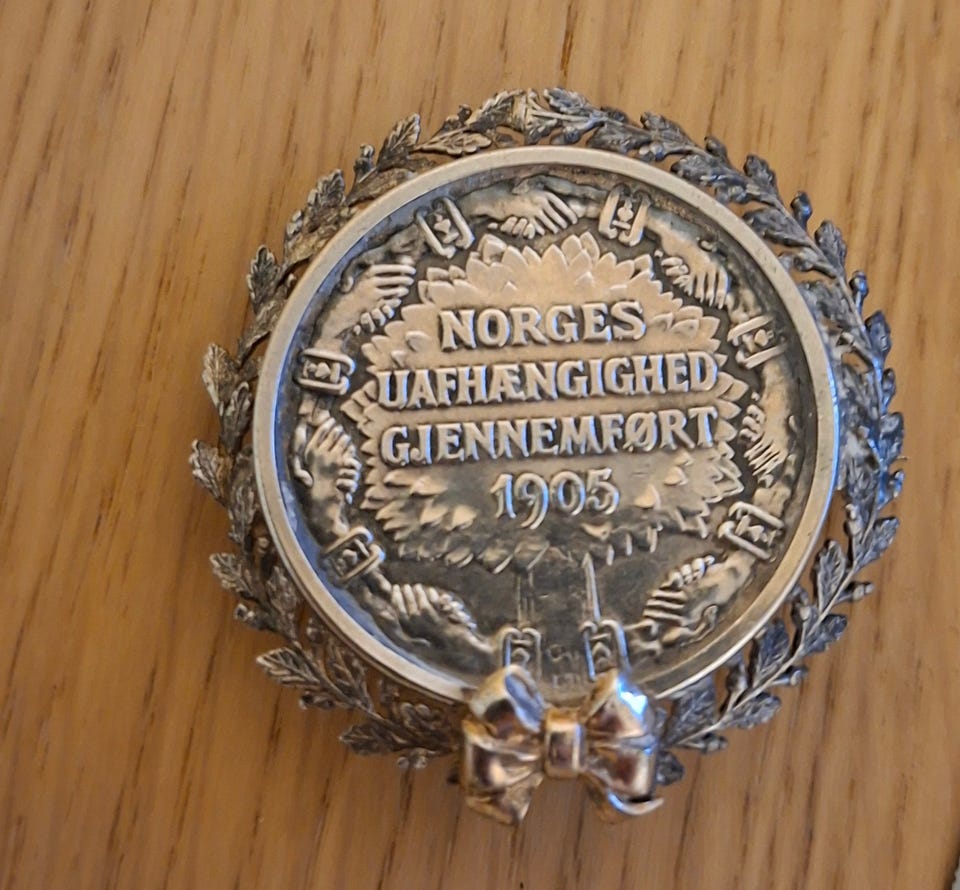 NORGES
UAFHÆNGIGHED
GJENNEMFØRT
1905